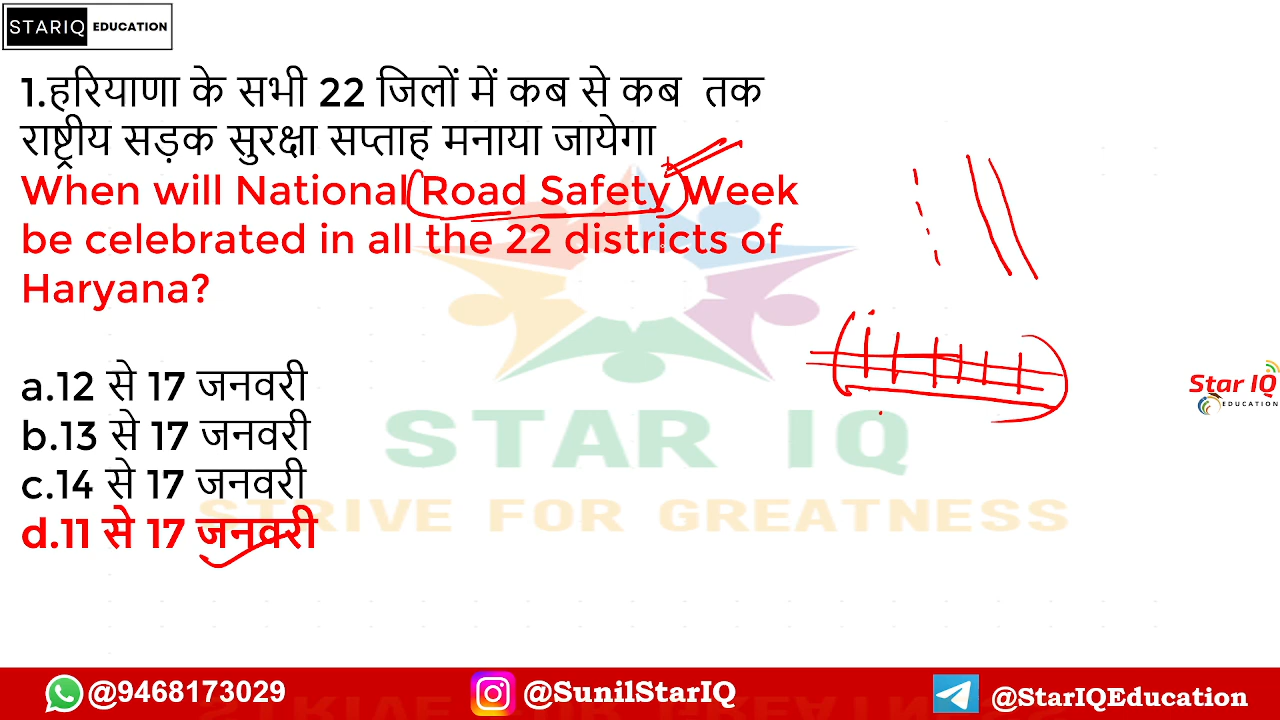 STARIQ EDUCATION
1.हरियाणा के सभी 22 जिलों में कब से कब तक
राष्ट्रीय सड़क सुरक्षा सप्ताह मनाया जायेगा
When will National Road Safety Week
be celebrated in all the 22 districts of
Haryana?
a.12 से 17 जनवरी
b.13 से 17 जनवरी
c.14 से 17 जनवरी
d.11 से 17 जनवरी
STAR IQ
STRIVE FOR GREATNESS
Star IQ
EDUCATION
@9468173029 @SunilStarIQ @StarIQEducation